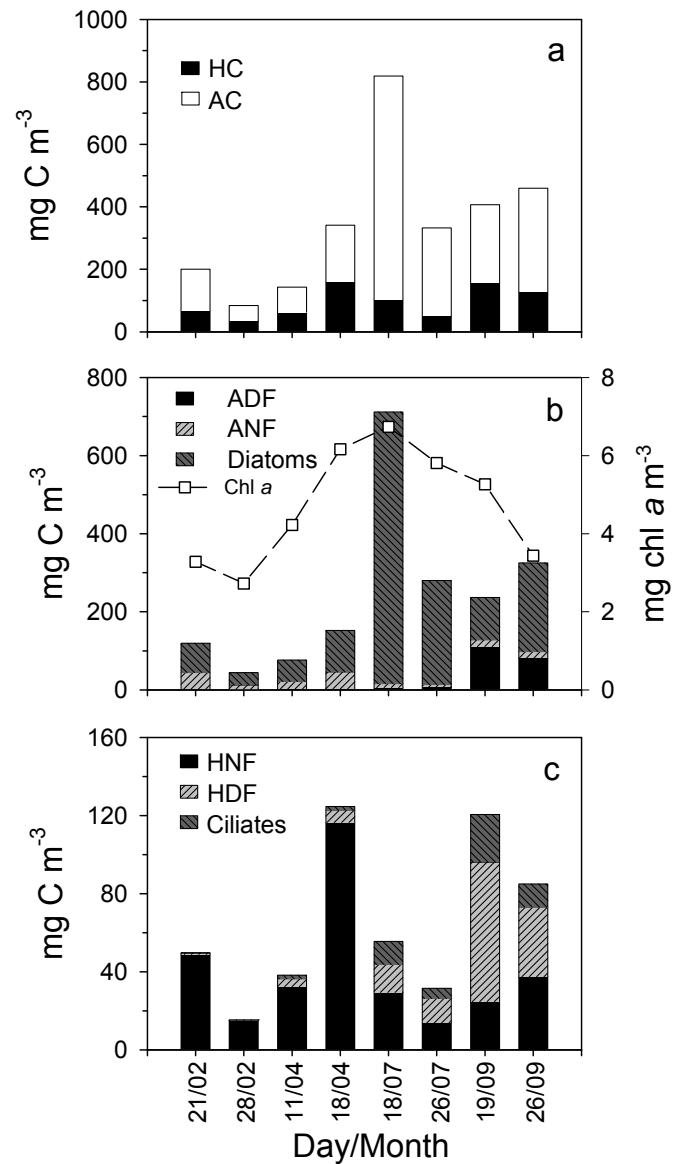 a
HC
AC
1000
800
600
400
200
0
mg C m⁻³
b
ADF
ANF
Diatoms
Chl a
800
600
400
200
0
mg C m⁻³
8
6
4
2
0
mg chl a m⁻³
c
HNF
HDF
Ciliates
160
120
80
40
0
mg C m⁻³
21/02
28/02
11/04
18/04
18/07
26/07
19/09
26/09
Day/Month